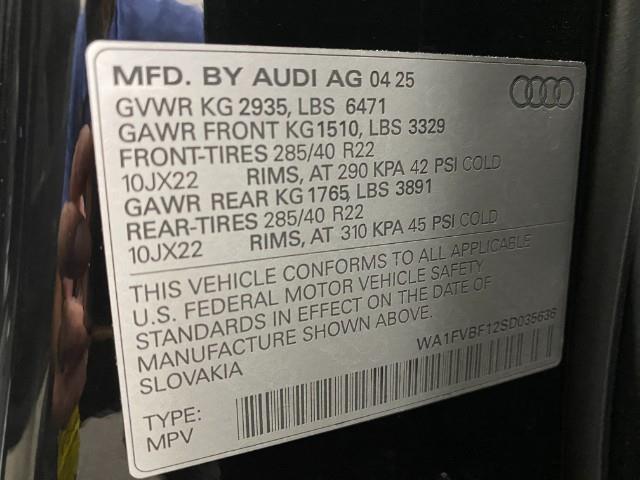 MFD. BY AUDI AG 04 25
GVWR KG 2935, LBS 6471
GAWR FRONT KG 1510, LBS 3329
FRONT-TIRES 285/40 R22
10JX22 RIMS, AT 290 KPA 42 PSI COLD
GAWR REAR KG 1765, LBS 3891
REAR-TIRES 285/40 R22
10JX22 RIMS, AT 310 KPA 45 PSI COLD
THIS VEHICLE CONFORMS TO ALL APPLICABLE
U.S. FEDERAL MOTOR VEHICLE SAFETY
STANDARDS IN EFFECT ON THE DATE OF
MANUFACTURE SHOWN ABOVE.
SLOVAKIA
WA1FVBF12SD035636
TYPE:
MPV